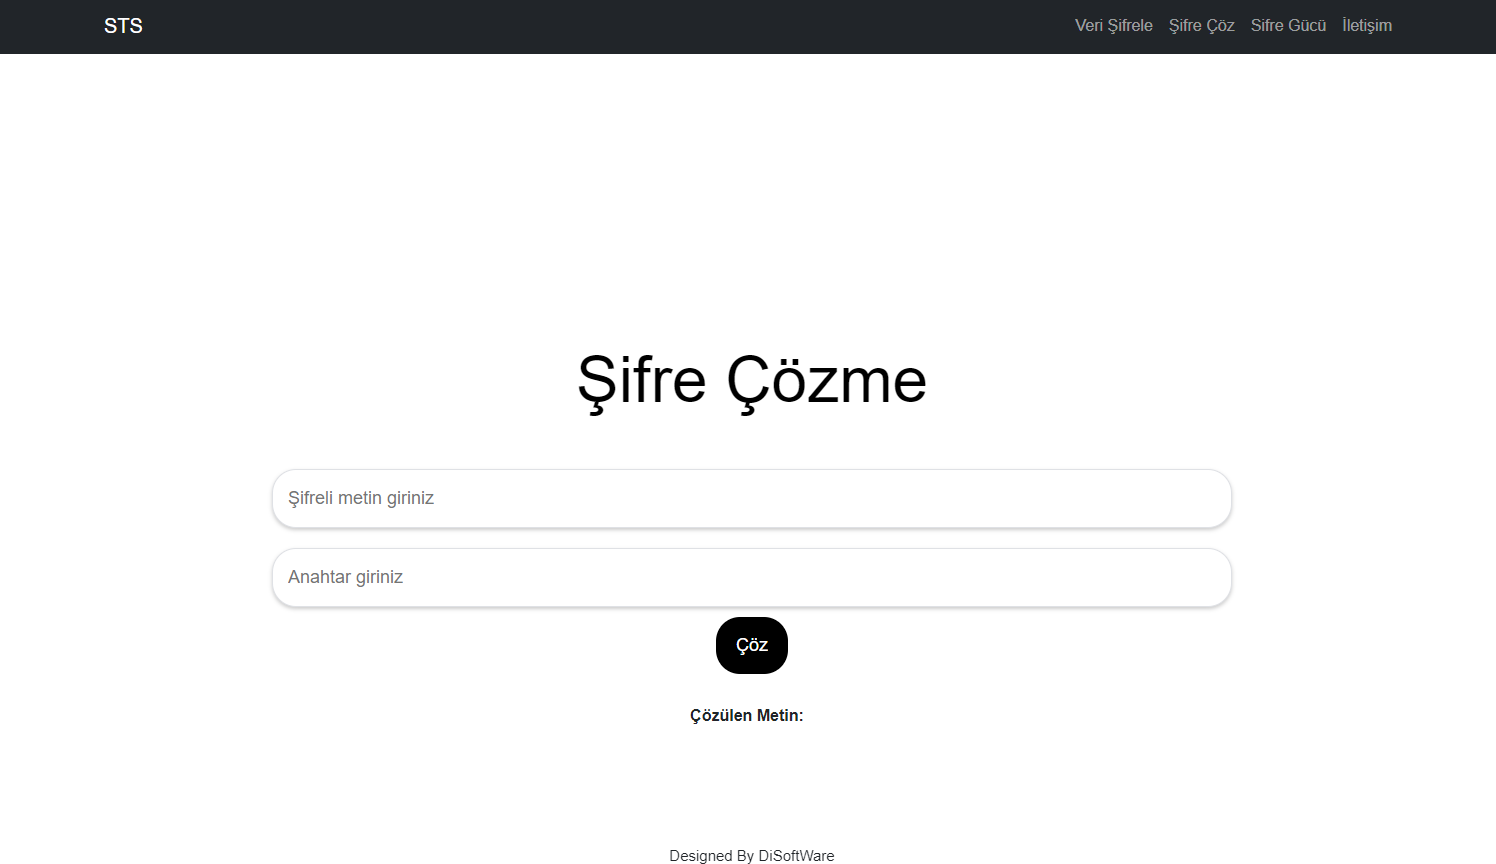 STS
Veri Şifrele Şifre Çöz Sifre Gücü İletişim
Şifre Çözme
Şifreli metin giriniz
Anahtar giriniz
Çöz
Çözülen Metin:
Designed By DiSoftWare